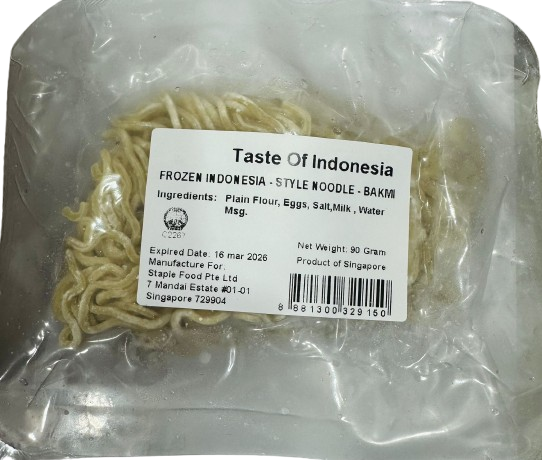 Taste Of Indonesia
FROZEN INDONESIA - STYLE NOODLE - BAKMI
Ingredients: Plain Flour, Eggs, Salt,Milk , Water
Msg.
Expired Date: 16 mar 2026
Manufacture For:
Staple Food Pte Ltd
7 Mandai Estate #01-01
Singapore 729904
Net Weight: 90 Gram
Product of Singapore
8 881300 329150